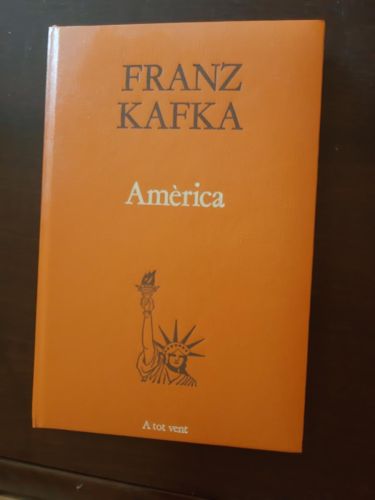 FRANZ
KAFKA
Amèrica
A tot vent